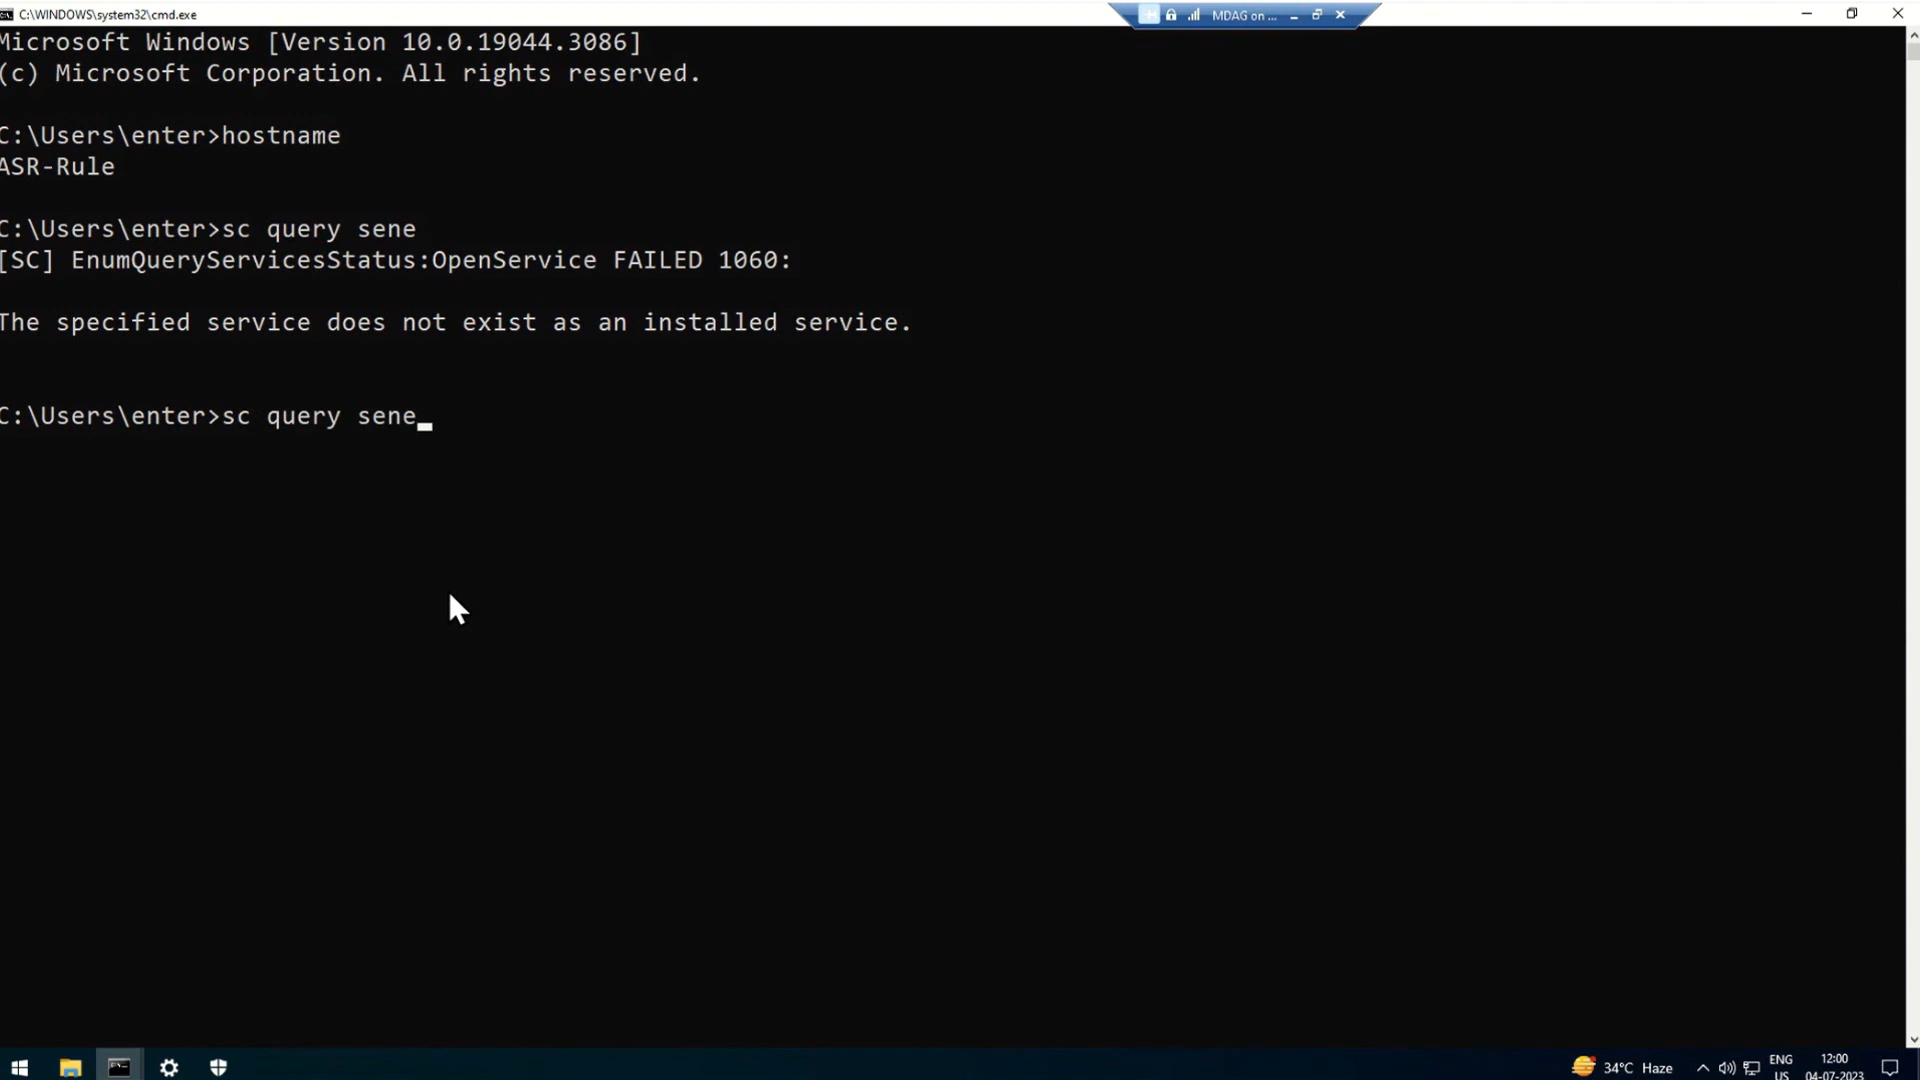 C:\WINDOWS\system32\cmd.exe
MDAG on ...
Microsoft Windows [Version 10.0.19044.3086]
(c) Microsoft Corporation. All rights reserved.
C:\Users\enter>hostname
ASR-Rule
C:\Users\enter>sc query sene
[SC] EnumQueryServicesStatus:OpenService FAILED 1060:
The specified service does not exist as an installed service.
C:\Users\enter>sc query sene
34°C Haze
ENG
US
12:00
04-07-2023